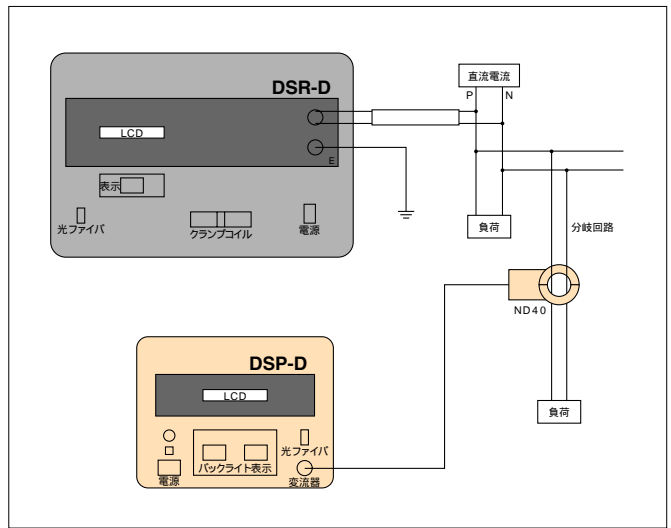 DSR-D
LCD
E
表示
光ファイバ
クランプコイル
電源
直流電流
P N
負荷
分岐回路
ND40
負荷
DSP-D
LCD
電源
バックライト表示
光ファイバ
変流器